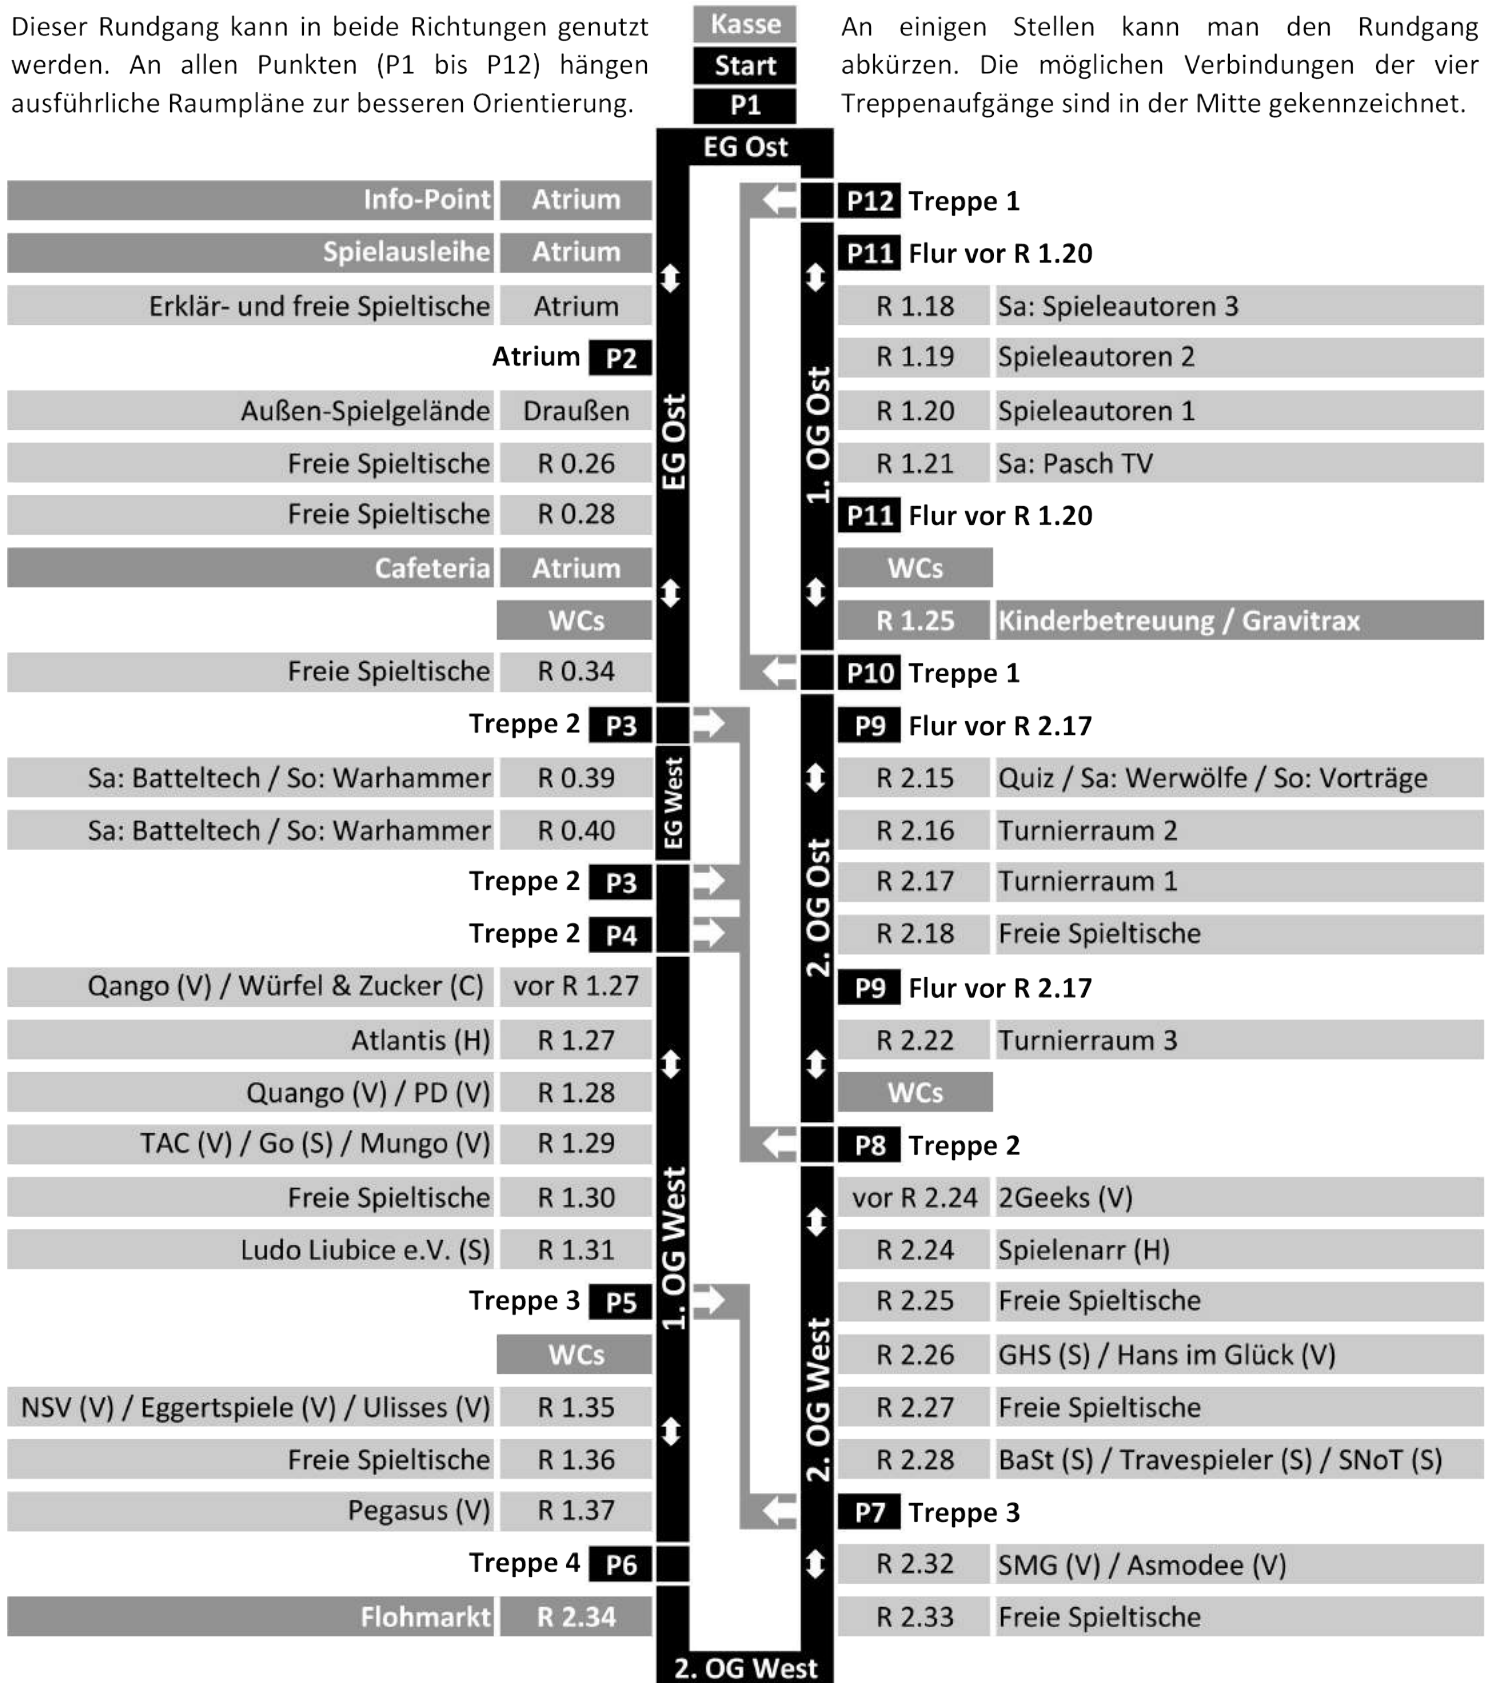 Dieser Rundgang kann in beide Richtungen genutzt
werden. An allen Punkten (P1 bis P12) hängen
ausführliche Raumpläne zur besseren Orientierung.
Kasse
Start
P1
An einigen Stellen kann man den Rundgang
abkürzen. Die möglichen Verbindungen der vier
Treppenaufgänge sind in der Mitte gekennzeichnet.
EG Ost
Info-Point Atrium
Spielausleihe Atrium
Erklär- und freie Spieltische Atrium
Atrium P2
Außen-Spielgelände Draußen
Freie Spieltische R 0.26
Freie Spieltische R 0.28
Cafeteria Atrium
WCs
Freie Spieltische R 0.34
EG Ost
Treppe 2 P3
Sa: Batteltech / So: Warhammer R 0.39
Sa: Batteltech / So: Warhammer R 0.40
EG West
Treppe 2 P3
Treppe 2 P4
Qango (V) / Würfel & Zucker (C) vor R 1.27
Atlantis (H) R 1.27
Quango (V) / PD (V) R 1.28
TAC (V) / Go (S) / Mungo (V) R 1.29
Freie Spieltische R 1.30
Ludo Liubice e.V. (S) R 1.31
Treppe 3 P5
1. OG West
WCs
NSV (V) / Eggertspiele (V) / Ulisses (V) R 1.35
Freie Spieltische R 1.36
Pegasus (V) R 1.37
Treppe 4 P6
Flohmarkt R 2.34
2. OG West
P12 Treppe 1
P11 Flur vor R 1.20
R 1.18 Sa: Spieleautoren 3
R 1.19 Spieleautoren 2
R 1.20 Spieleautoren 1
R 1.21 Sa: Pasch TV
1. OG Ost
P11 Flur vor R 1.20
WCs
R 1.25 Kinderbetreuung / Gravitrax
P10 Treppe 1
P9 Flur vor R 2.17
R 2.15 Quiz / Sa: Werwölfe / So: Vorträge
R 2.16 Turnierraum 2
R 2.17 Turnierraum 1
R 2.18 Freie Spieltische
2. OG Ost
P9 Flur vor R 2.17
R 2.22 Turnierraum 3
WCs
P8 Treppe 2
vor R 2.24 2Geeks (V)
R 2.24 Spielenarr (H)
R 2.25 Freie Spieltische
R 2.26 GHS (S) / Hans im Glück (V)
R 2.27 Freie Spieltische
R 2.28 BaSt (S) / Travespieler (S) / SNoT (S)
2. OG West
P7 Treppe 3
R 2.32 SMG (V) / Asmodee (V)
R 2.33 Freie Spieltische